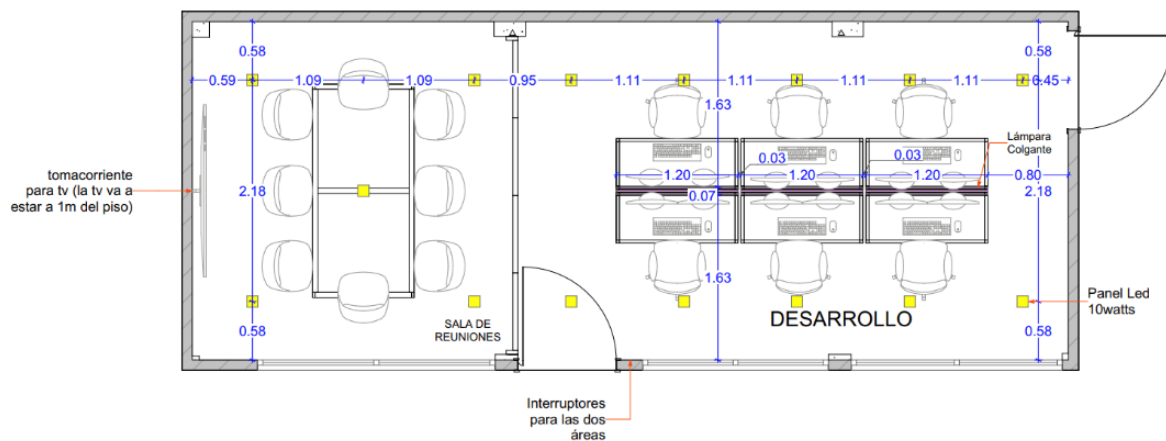 0.58
0.58
0.59
1.09
1.09
0.95
1.11
1.11
1.11
1.11
0.45
1.63
Lámpara
Colgante
0.03
0.03
tomacorriente
para tv (la tv va a
estar a 1m del piso)
2.18
1.20
1.20
1.20
0.80
0.07
2.18
1.63
Panel Led
10watts
0.58
SALA DE
REUNIONES
DESARROLLO
0.58
Interruptores
para las dos
áreas